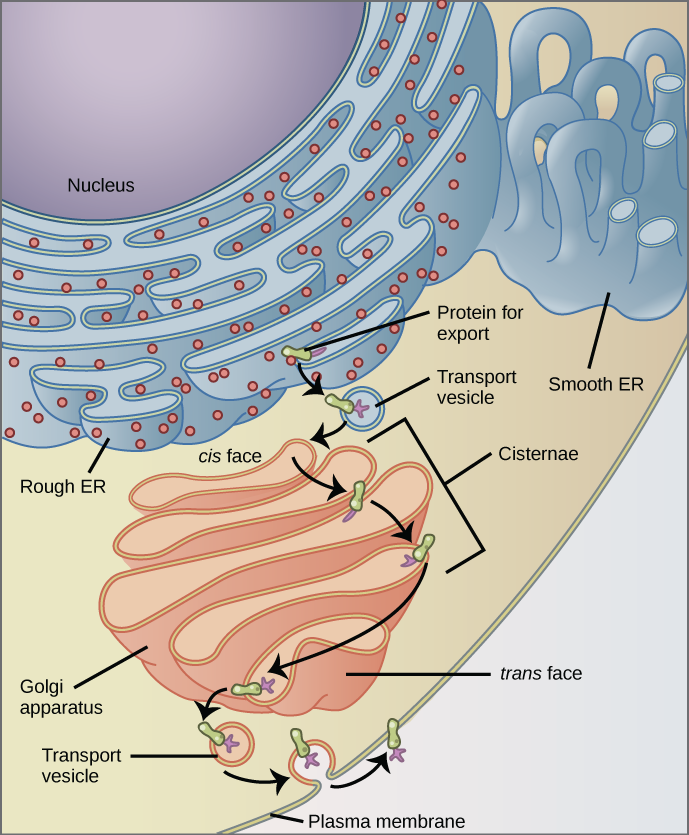 Nucleus
Protein for
export
Transport
vesicle
Smooth ER
cis face
Cisternae
Rough ER
trans face
Golgi
apparatus
Transport
vesicle
Plasma membrane